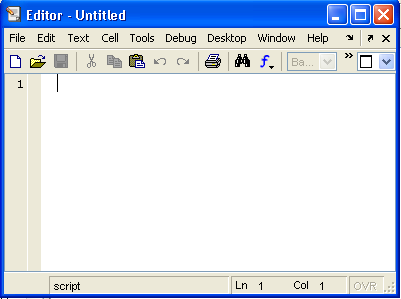 Editor - Untitled
File Edit Text Cell Tools Debug Desktop Window Help
Ba...
1
script Ln 1 Col 1 OVR